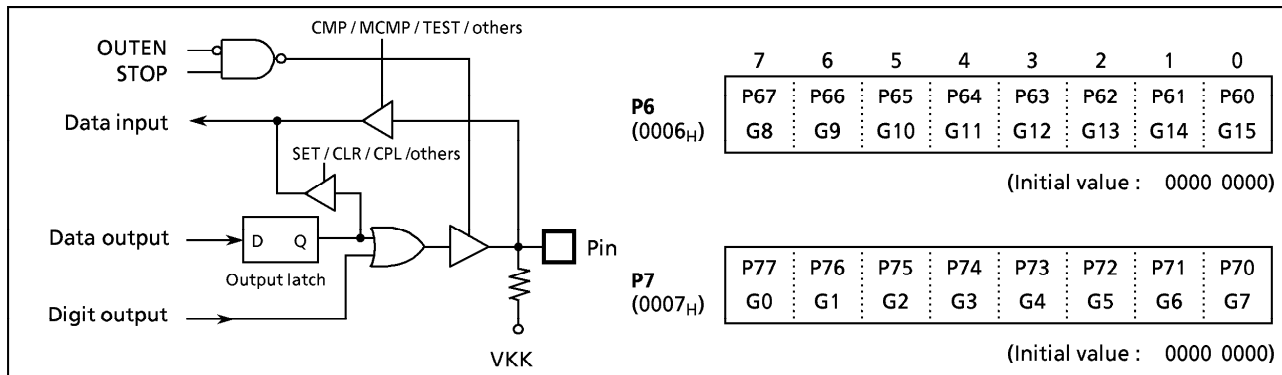 CMP / MCMP / TEST / others
OUTEN
STOP
Data input
SET / CLR / CPL /others
Data output
D Q
Output latch
Digit output
Pin
VKK
7 6 5 4 3 2 1 0
P6 P67 P66 P65 P64 P63 P62 P61 P60
(0006H) G8 G9 G10 G11 G12 G13 G14 G15
(Initial value : 0000 0000)
P7 P77 P76 P75 P74 P73 P72 P71 P70
(0007H) G0 G1 G2 G3 G4 G5 G6 G7
(Initial value : 0000 0000)